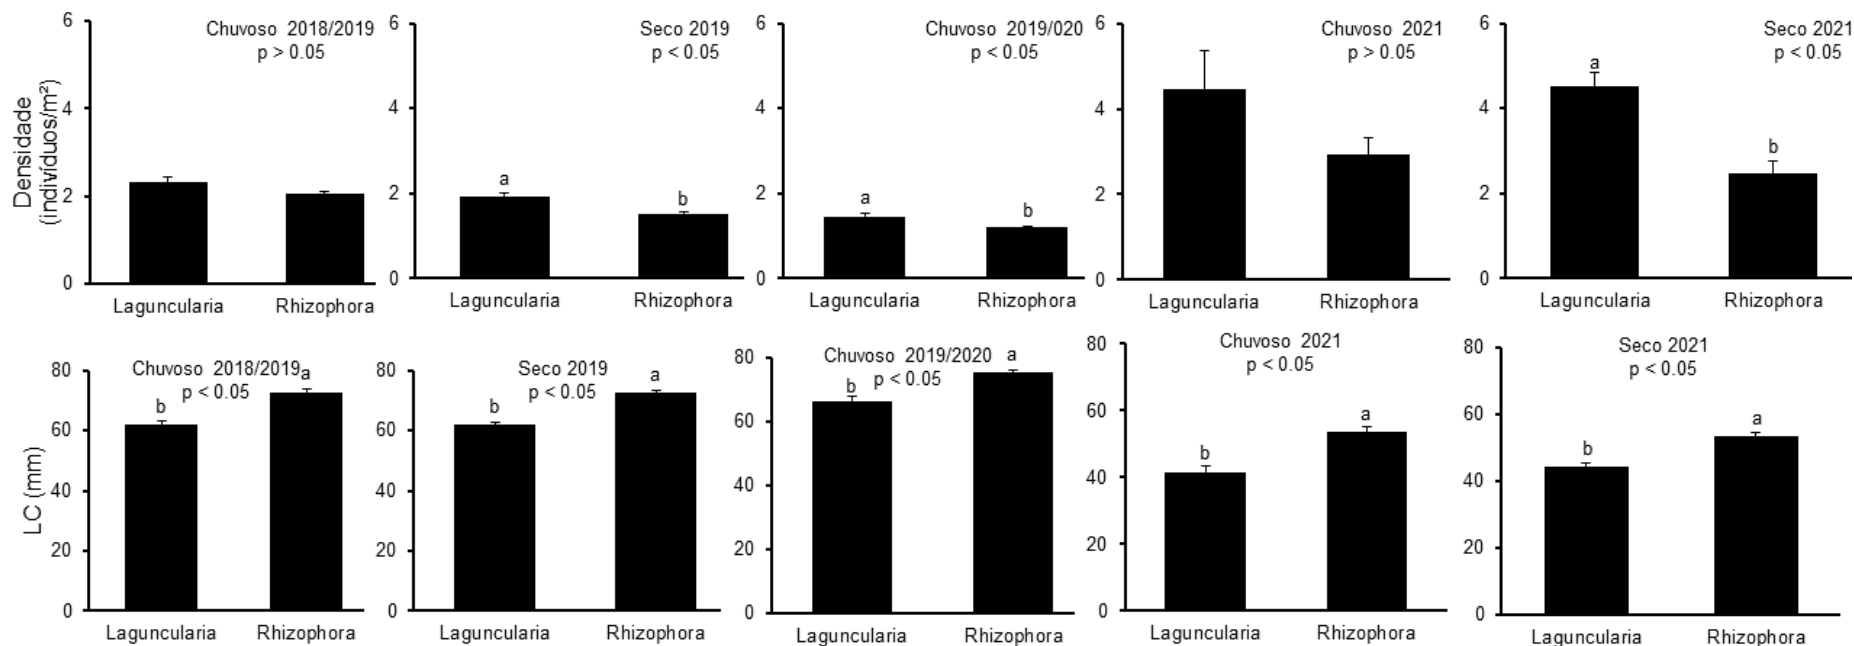 Densidade
(indivíduos/m²)
6
4
2
0
Chuvoso 2018/2019
p > 0.05
Laguncularia
Rhizophora
6
4
2
0
Seco 2019
p < 0.05
a
b
Laguncularia
Rhizophora
6
4
2
0
Chuvoso 2019/020
p < 0.05
a
b
Laguncularia
Rhizophora
6
4
2
0
Chuvoso 2021
p > 0.05
Laguncularia
Rhizophora
6
4
2
0
Seco 2021
p < 0.05
a
b
Laguncularia
Rhizophora
LC (mm)
80
60
40
20
0
Chuvoso 2018/2019
p < 0.05
b
a
Laguncularia
Rhizophora
80
60
40
20
0
Seco 2019
p < 0.05
b
a
Laguncularia
Rhizophora
80
60
40
20
0
Chuvoso 2019/2020
p < 0.05
b
a
Laguncularia
Rhizophora
80
60
40
20
0
Chuvoso 2021
p < 0.05
b
a
Laguncularia
Rhizophora
80
60
40
20
0
Seco 2021
p < 0.05
b
a
Laguncularia
Rhizophora